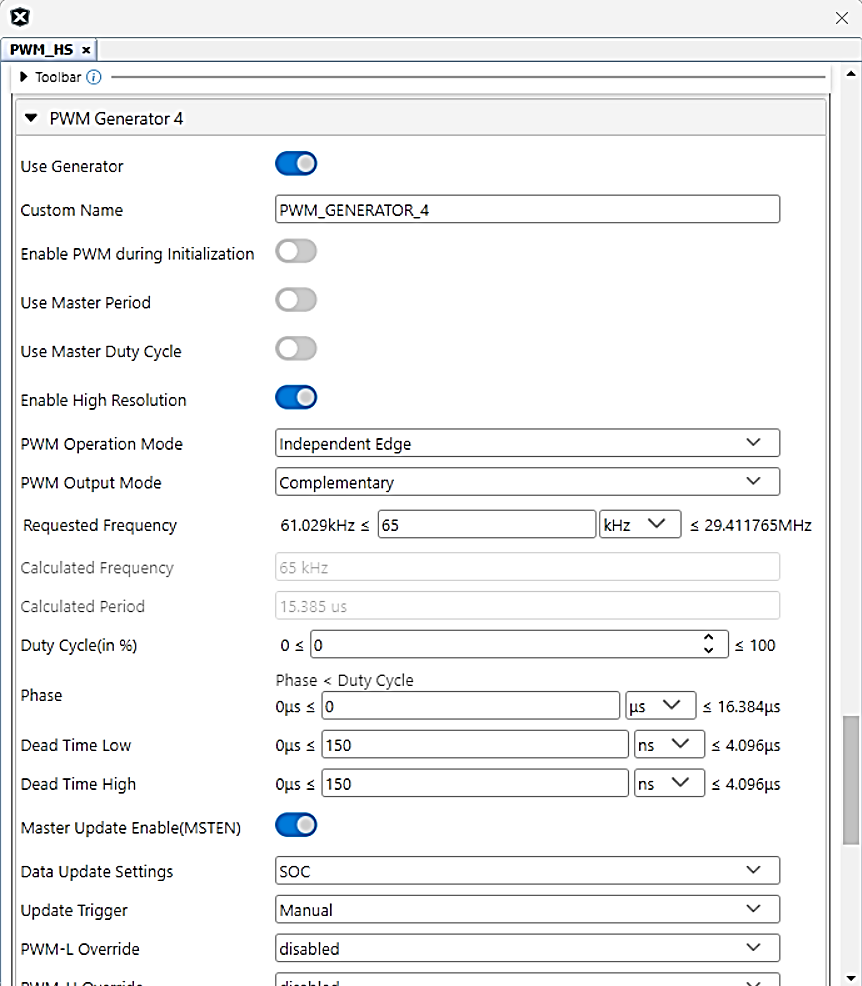 PWM_HS ×
Toolbar i
PWM Generator 4
Use Generator
Custom Name PWM_GENERATOR_4
Enable PWM during Initialization
Use Master Period
Use Master Duty Cycle
Enable High Resolution
PWM Operation Mode Independent Edge
PWM Output Mode Complementary
Requested Frequency 61.029kHz ≤ 65 kHz ≤ 29.411765MHz
Calculated Frequency 65 kHz
Calculated Period 15.385 us
Duty Cycle(in %) 0 ≤ 0 ≤ 100
Phase < Duty Cycle
Phase 0µs ≤ 0 µs ≤ 16.384µs
Dead Time Low 0µs ≤ 150 ns ≤ 4.096µs
Dead Time High 0µs ≤ 150 ns ≤ 4.096µs
Master Update Enable(MSTEN)
Data Update Settings SOC
Update Trigger Manual
PWM-L Override disabled
PWM-H Override disabled